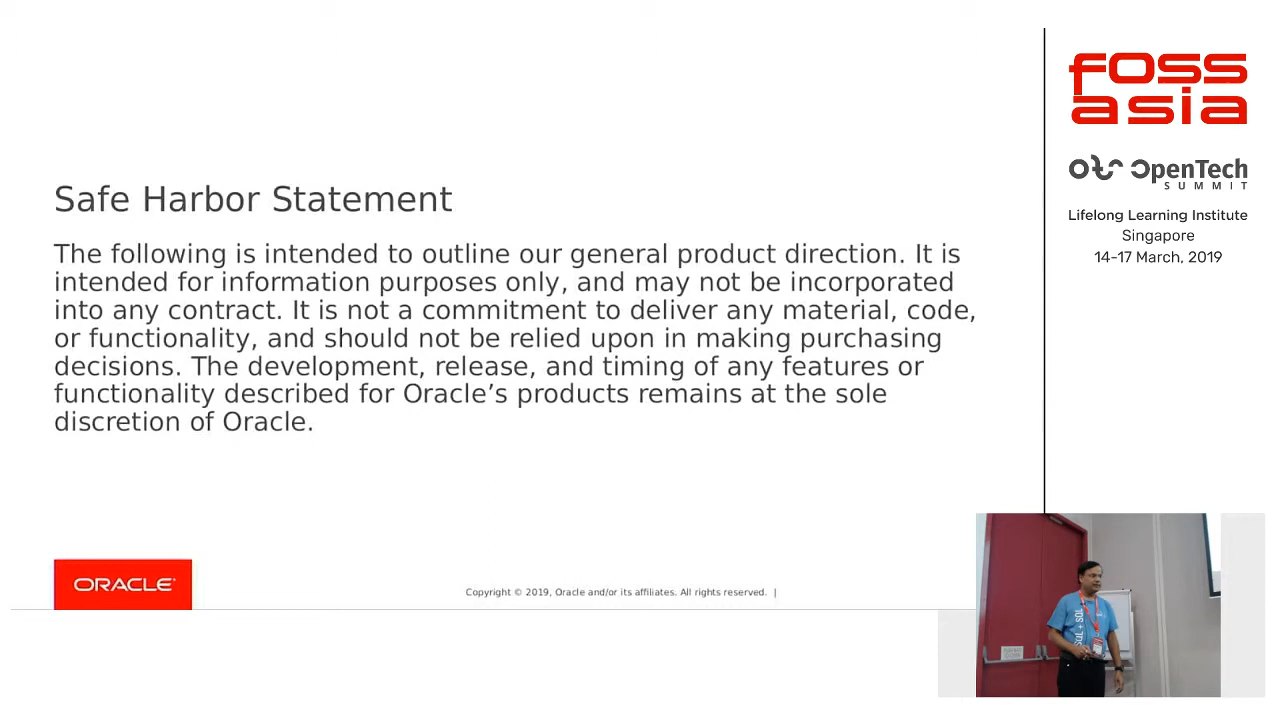 Safe Harbor Statement
The following is intended to outline our general product direction. It is
intended for information purposes only, and may not be incorporated
into any contract. It is not a commitment to deliver any material, code,
or functionality, and should not be relied upon in making purchasing
decisions. The development, release, and timing of any features or
functionality described for Oracle’s products remains at the sole
discretion of Oracle.
ORACLE®
Copyright © 2019, Oracle and/or its affiliates. All rights reserved. |
fOSS
asia
OpenTech
SUMMIT
Lifelong Learning Institute
Singapore
14-17 March, 2019
SQL + SQL